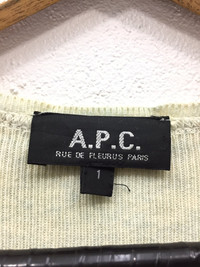 A.P.C.
RUE DE FLEURUS PARIS
1